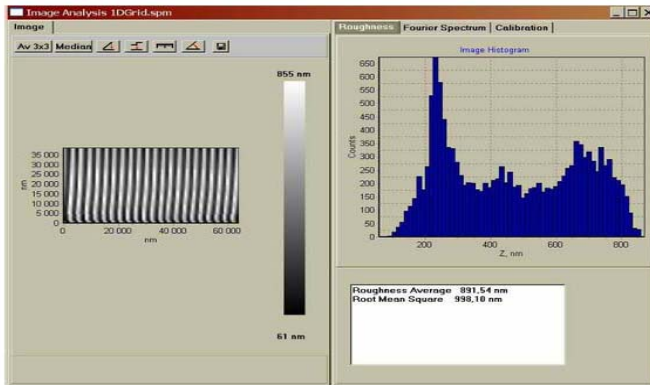 Image Analysis 1DGrid.spm
Image
Av 3x3 Median
855 nm
61 nm
35 000
30 000
25 000
20 000
15 000
10 000
5 000
0
nm
0 20 000 40 000 60 000
nm
Roughness Fourier Spectrum Calibration
Image Histogram
650
600
550
500
450
400
350
300
250
200
150
100
50
0
Counts
200 400 600 800
Z, nm
Roughness Average 891,54 nm
Root Mean Square 998,10 nm